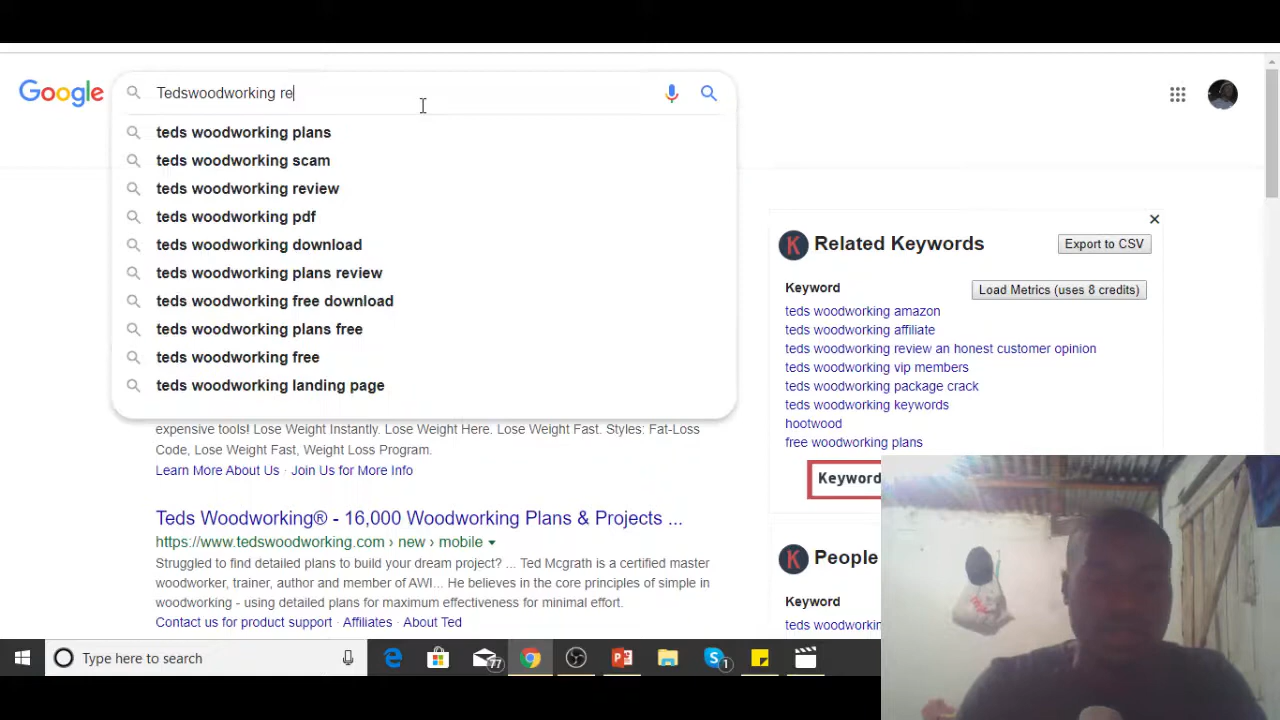 Google
Tedswoodworking re
teds woodworking plans
teds woodworking scam
teds woodworking review
teds woodworking pdf
teds woodworking download
teds woodworking plans review
teds woodworking free download
teds woodworking plans free
teds woodworking free
teds woodworking landing page
expensive tools! Lose Weight Instantly. Lose Weight Here. Lose Weight Fast. Styles: Fat-Loss
Code, Lose Weight Fast, Weight Loss Program.
Learn More About Us · Join Us for More Info
Teds Woodworking® - 16,000 Woodworking Plans & Projects ...
https://www.tedswoodworking.com › new › mobile
Struggled to find detailed plans to build your dream project? ... Ted Mcgrath is a certified master
woodworker, trainer, author and member of AWI... He believes in the core principles of simple in
woodworking - using detailed plans for maximum effectiveness for minimal effort.
Contact us for product support · Affiliates · About Ted
K Related Keywords
Export to CSV
Keyword
Load Metrics (uses 8 credits)
teds woodworking amazon
teds woodworking affiliate
teds woodworking review an honest customer opinion
teds woodworking vip members
teds woodworking package crack
teds woodworking keywords
hootwood
free woodworking plans
Keyword
K People
Keyword
teds woodworkin
Type here to search
77
1